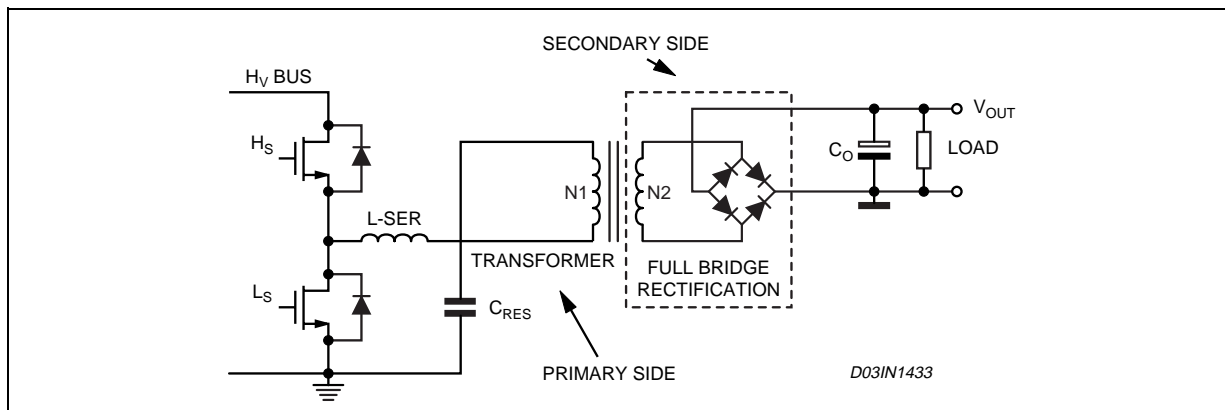 SECONDARY SIDE
HV BUS
HS
L-SER
LS
CRES
N1
N2
TRANSFORMER
FULL BRIDGE
RECTIFICATION
PRIMARY SIDE
VOUT
CO
LOAD
D03IN1433